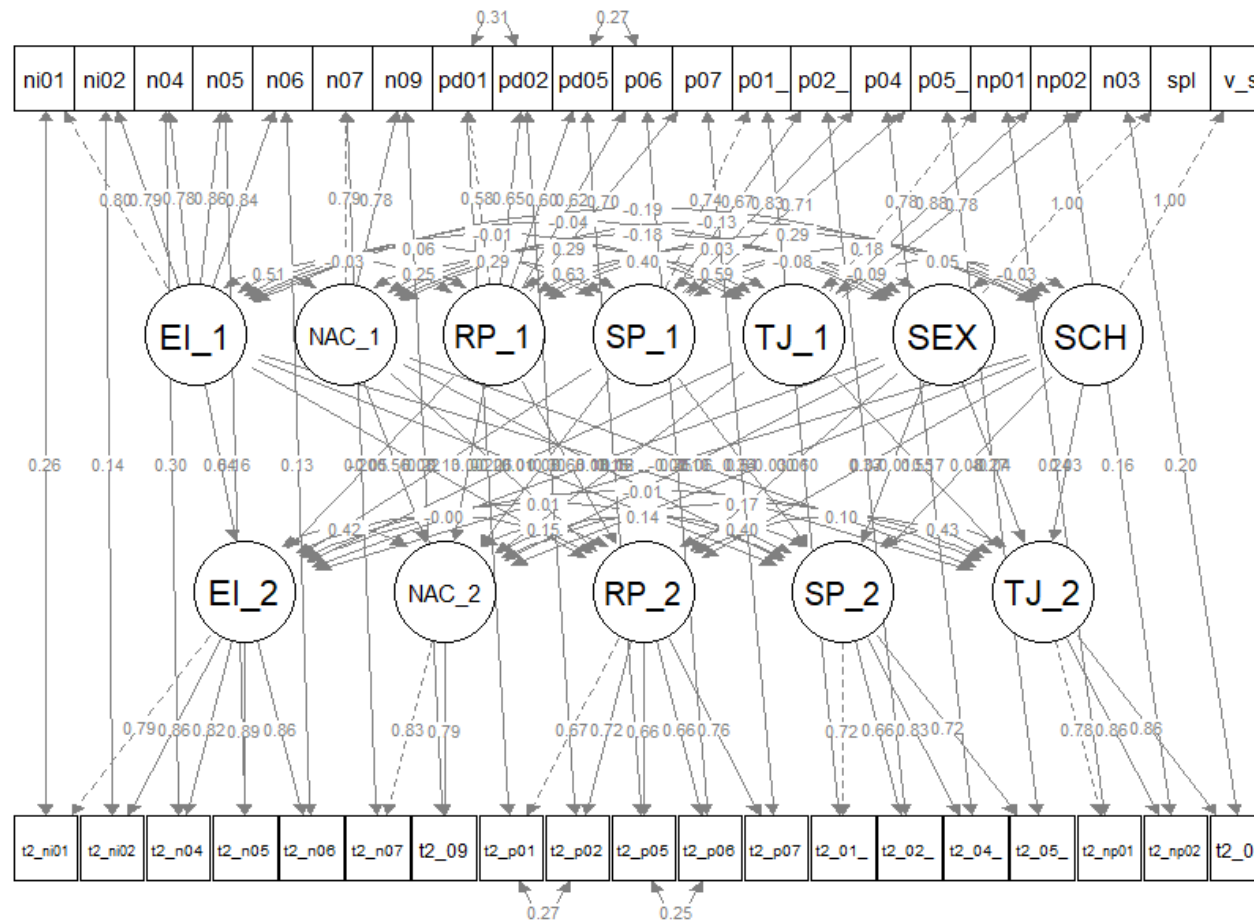 0.31 0.27
ni01 ni02 n04 n05 n06 n07 n09 pd01 pd02 pd05 p06 p07 p01_ p02_ p04 p05_ np01 np02 n03 spl v_s
0.80 0.79 0.78 0.86 0.84 0.79 0.78 0.58 0.65 0.60 0.62 0.70 0.74 0.67 0.83 0.71 0.78 0.88 0.78 1.00 1.00
-0.19
-0.04 -0.13
-0.01 -0.18 0.29
0.06 0.29 0.03 0.18
-0.03 0.29 0.40 -0.08 0.05
0.51 0.25 0.63 0.59 -0.09 -0.03
EI_1 NAC_1 RP_1 SP_1 TJ_1 SEX SCH
0.26 0.14 0.30 0.13 0.16 0.20
-0.01
0.01 0.17
-0.00 0.14 0.10
0.42 0.15 0.40 0.43
EI_2 NAC_2 RP_2 SP_2 TJ_2
0.79 0.86 0.82 0.89 0.86 0.83 0.79 0.67 0.72 0.66 0.66 0.76 0.72 0.66 0.83 0.72 0.78 0.86 0.86
t2_ni01 t2_ni02 t2_n04 t2_n05 t2_n06 t2_n07 t2_09 t2_p01 t2_p02 t2_p05 t2_p06 t2_p07 t2_01_ t2_02_ t2_04_ t2_05_ t2_np01 t2_np02 t2_0
0.27 0.25